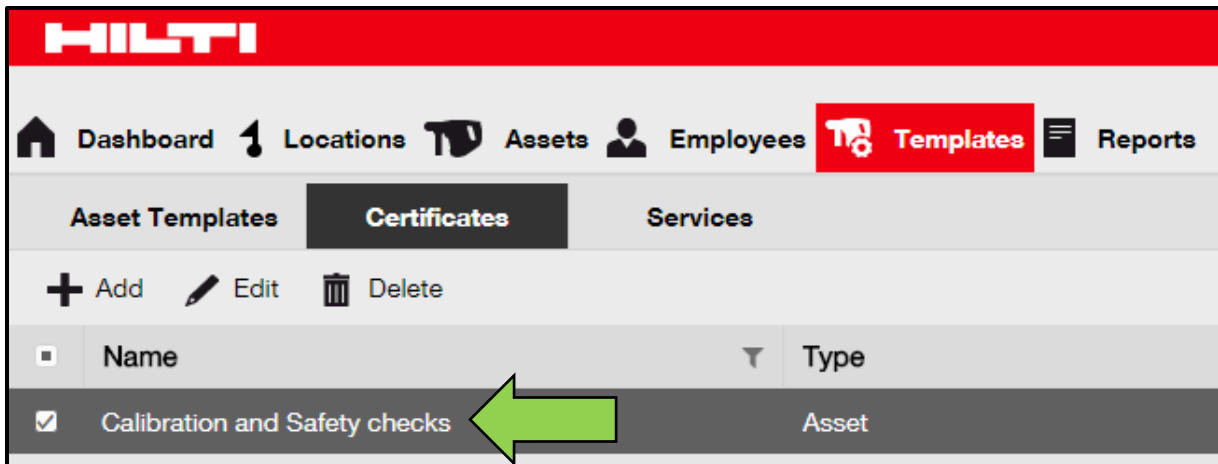 HILTI
Dashboard Locations Assets Employees Templates Reports
Asset Templates Certificates Services
Add Edit Delete
Name Type
Calibration and Safety checks Asset